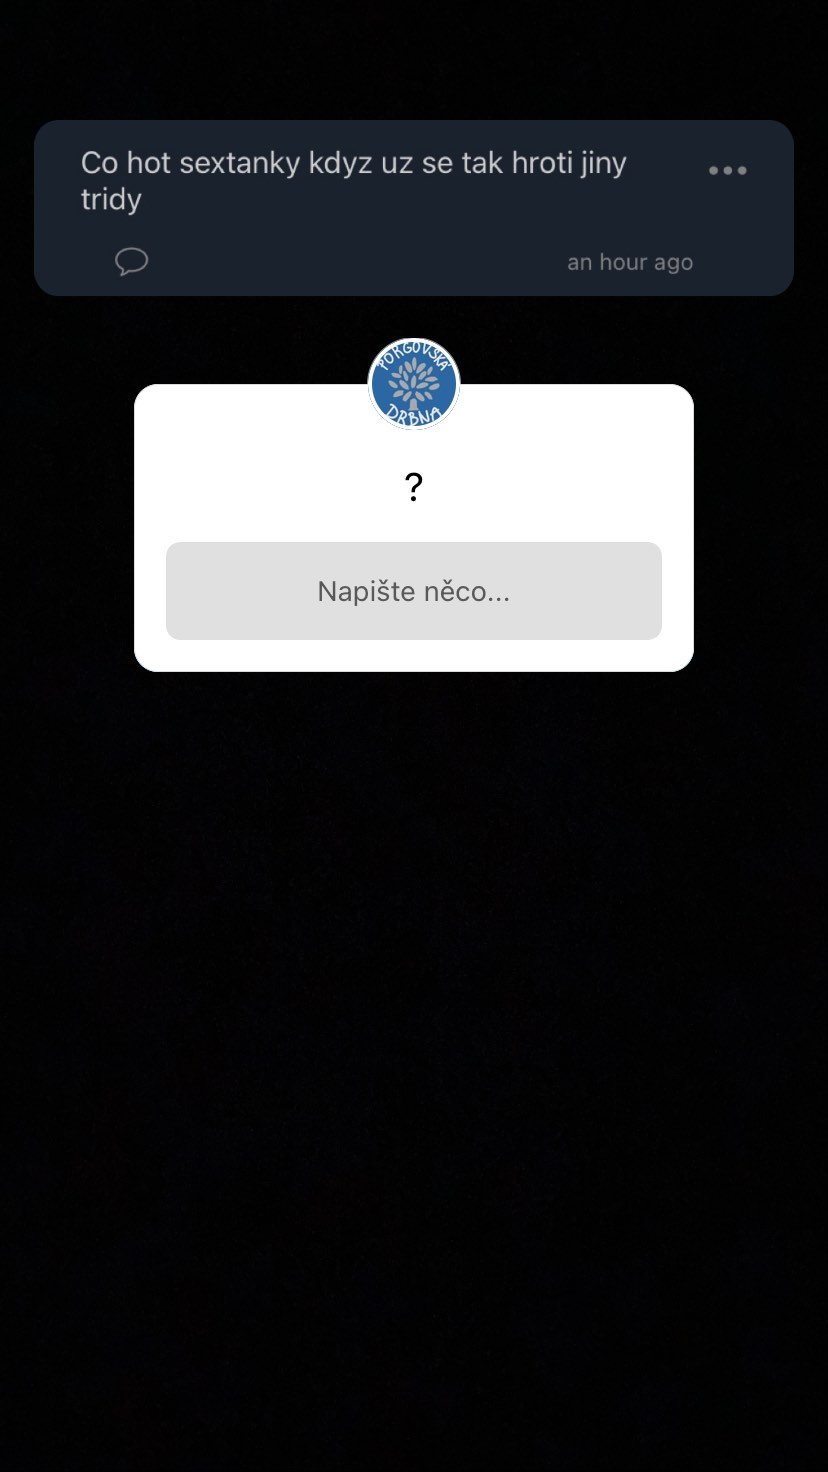 Co hot sextanky kdyz uz se tak hroti jiny
tridy
an hour ago
PORGOVSKÁ
DRBNA
?
Napište něco...